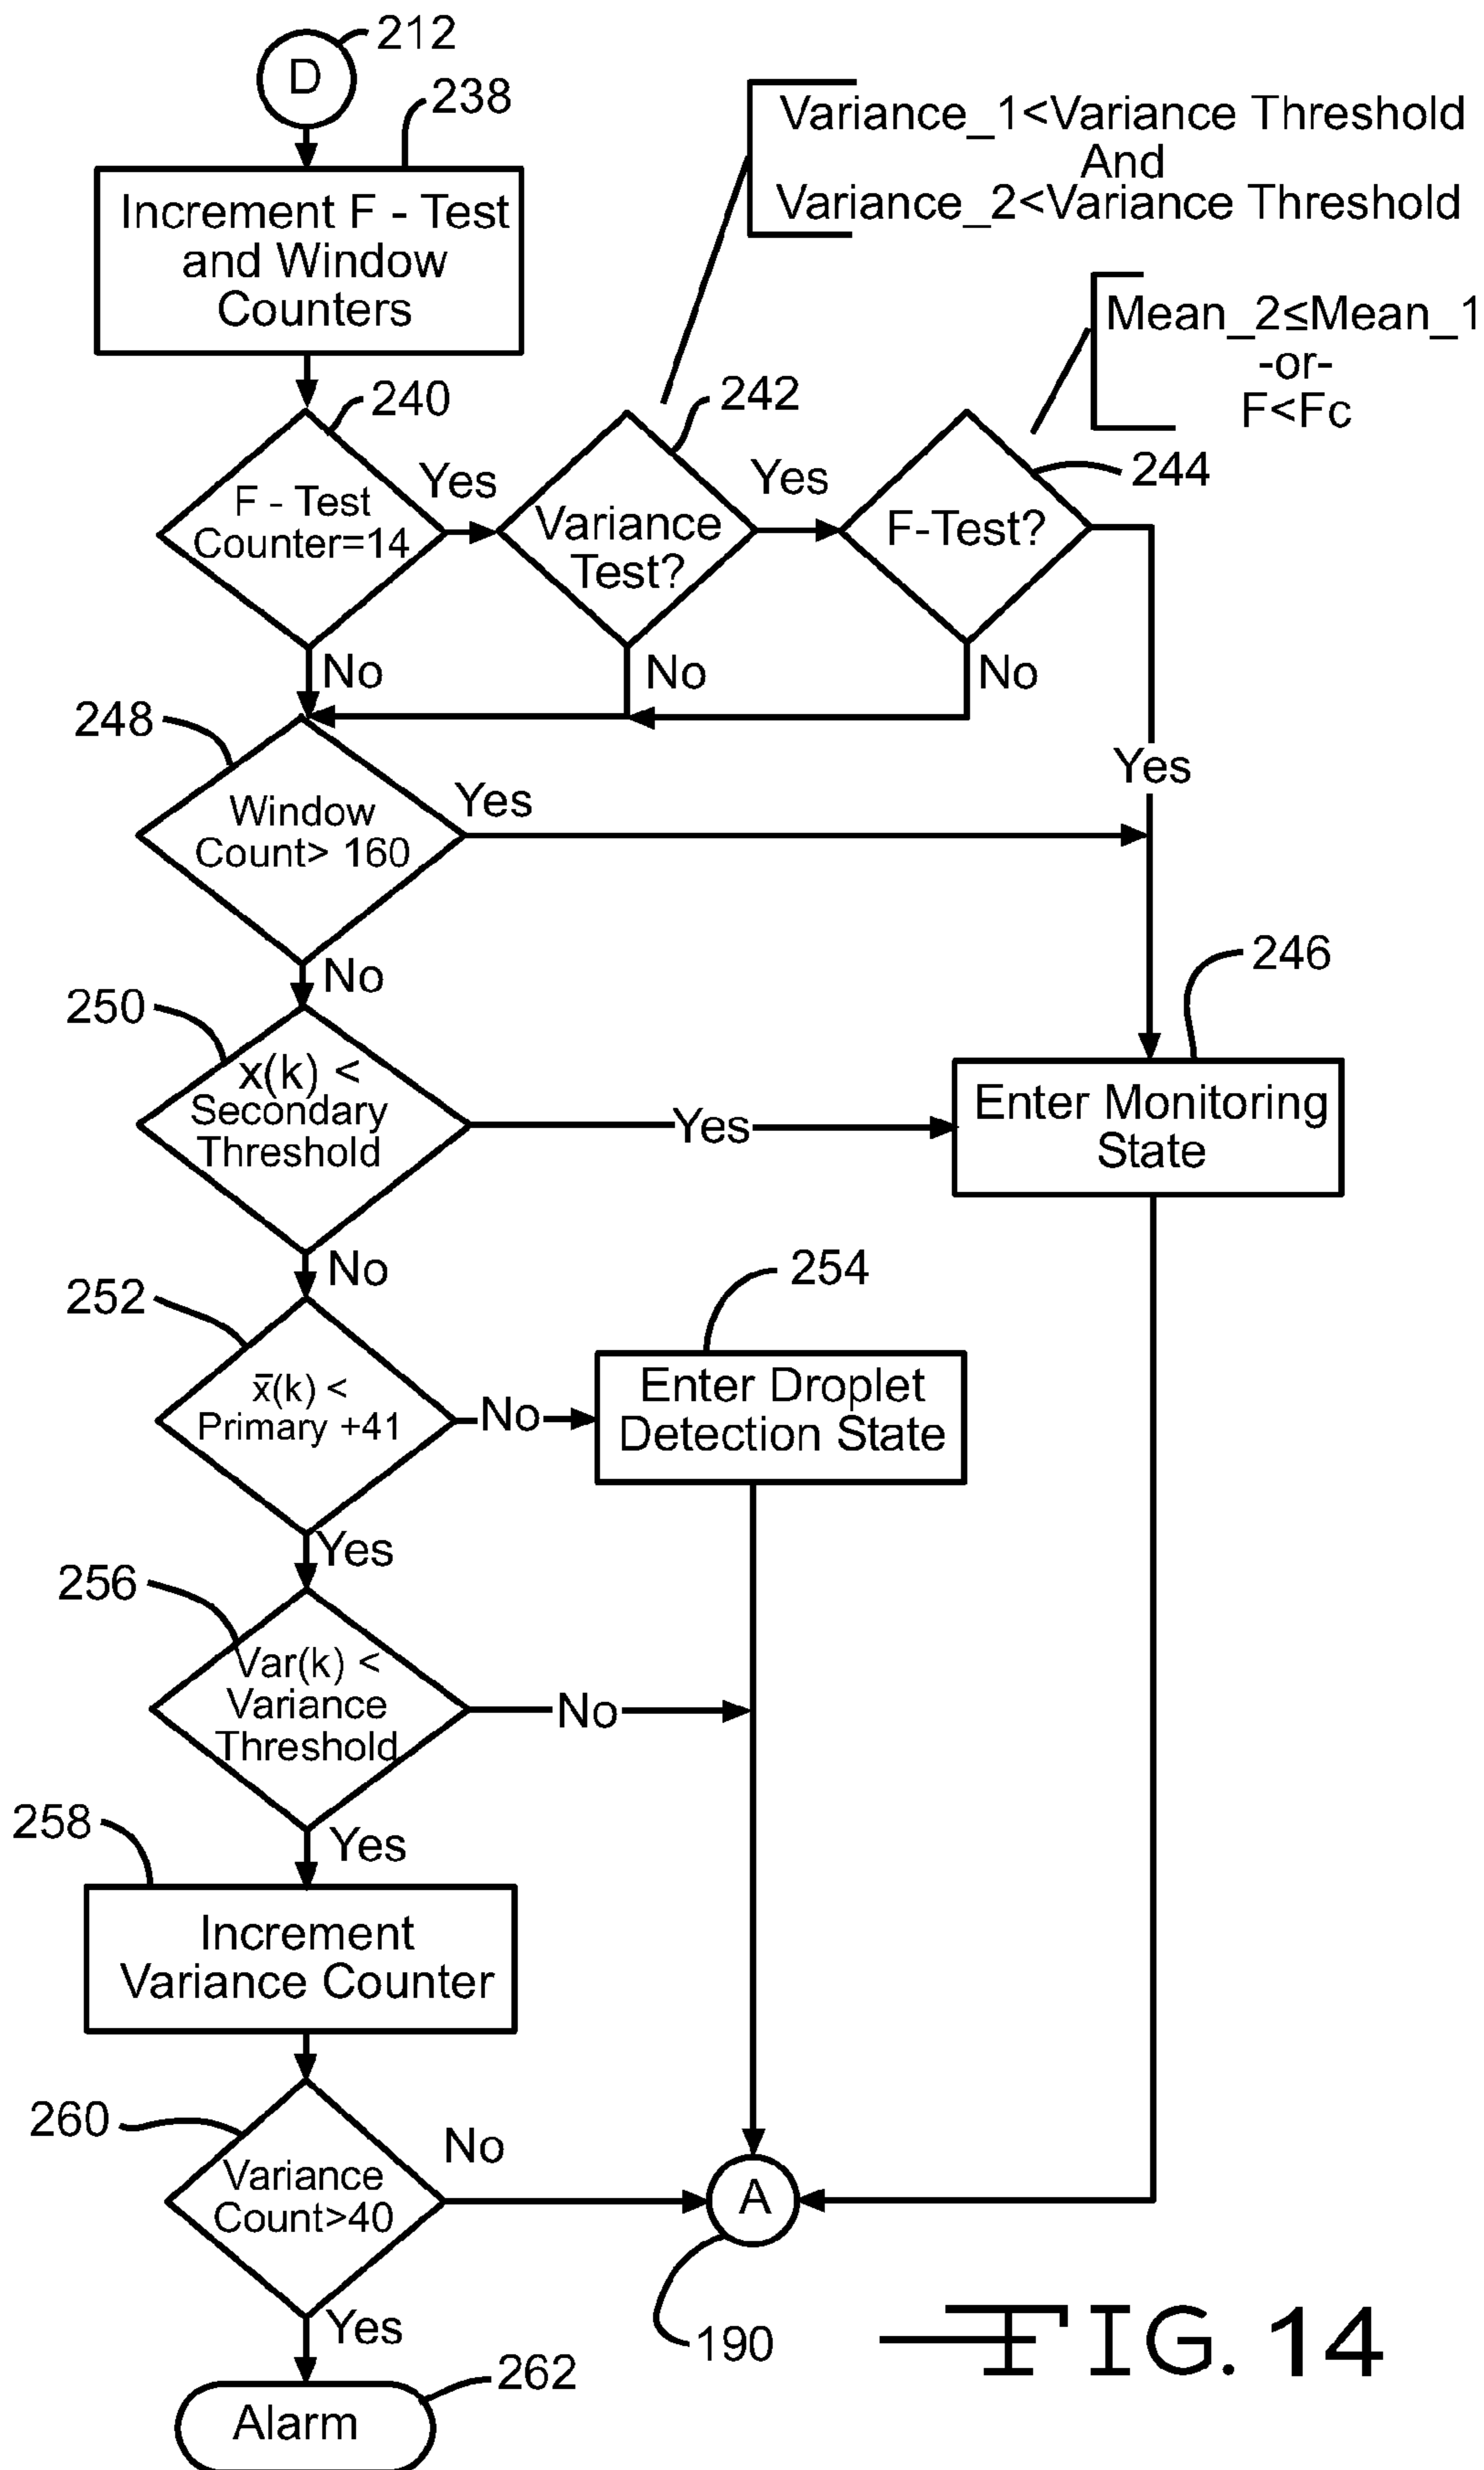 212
D
238
Increment F - Test
and Window
Counters
Variance_1<Variance Threshold
And
Variance_2<Variance Threshold
Mean_2≤Mean_1
-or-
F<Fc
240
F - Test
Counter=14
Yes
No
242
Variance
Test?
Yes
No
244
F-Test?
No
Yes
248
Window
Count> 160
Yes
No
246
Enter Monitoring
State
250
x(k) <
Secondary
Threshold
Yes
No
252
x̄(k) <
Primary +41
No
Yes
254
Enter Droplet
Detection State
256
Var(k) <
Variance
Threshold
No
Yes
258
Increment
Variance Counter
260
Variance
Count>40
No
Yes
A
190
262
Alarm
FIG. 14